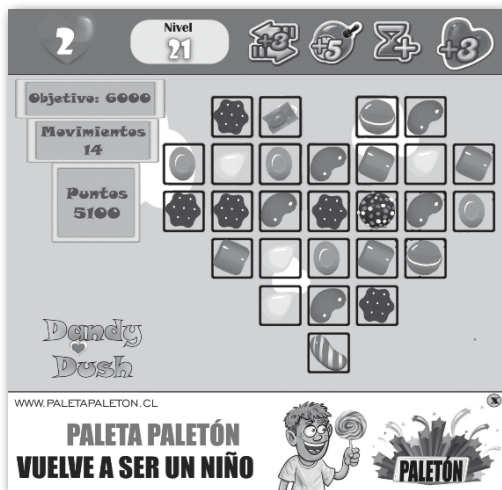 2
Nivel
21
+3
+5
+
+3
Objetivo: 6000
Movimientos
14
Puntos
5100
Dandy
Dush
WWW.PALETAPALETON.CL
X
PALETA PALETÓN
VUELVE A SER UN NIÑO
PALETÓN